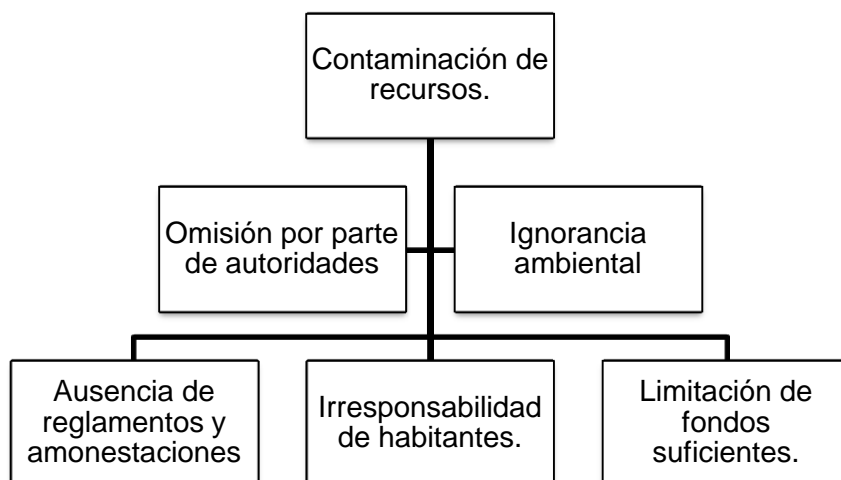 Contaminación de
recursos.
Omisión por parte
de autoridades
Ignorancia
ambiental
Ausencia de
reglamentos y
amonestaciones
Irresponsabilidad
de habitantes.
Limitación de
fondos
suficientes.